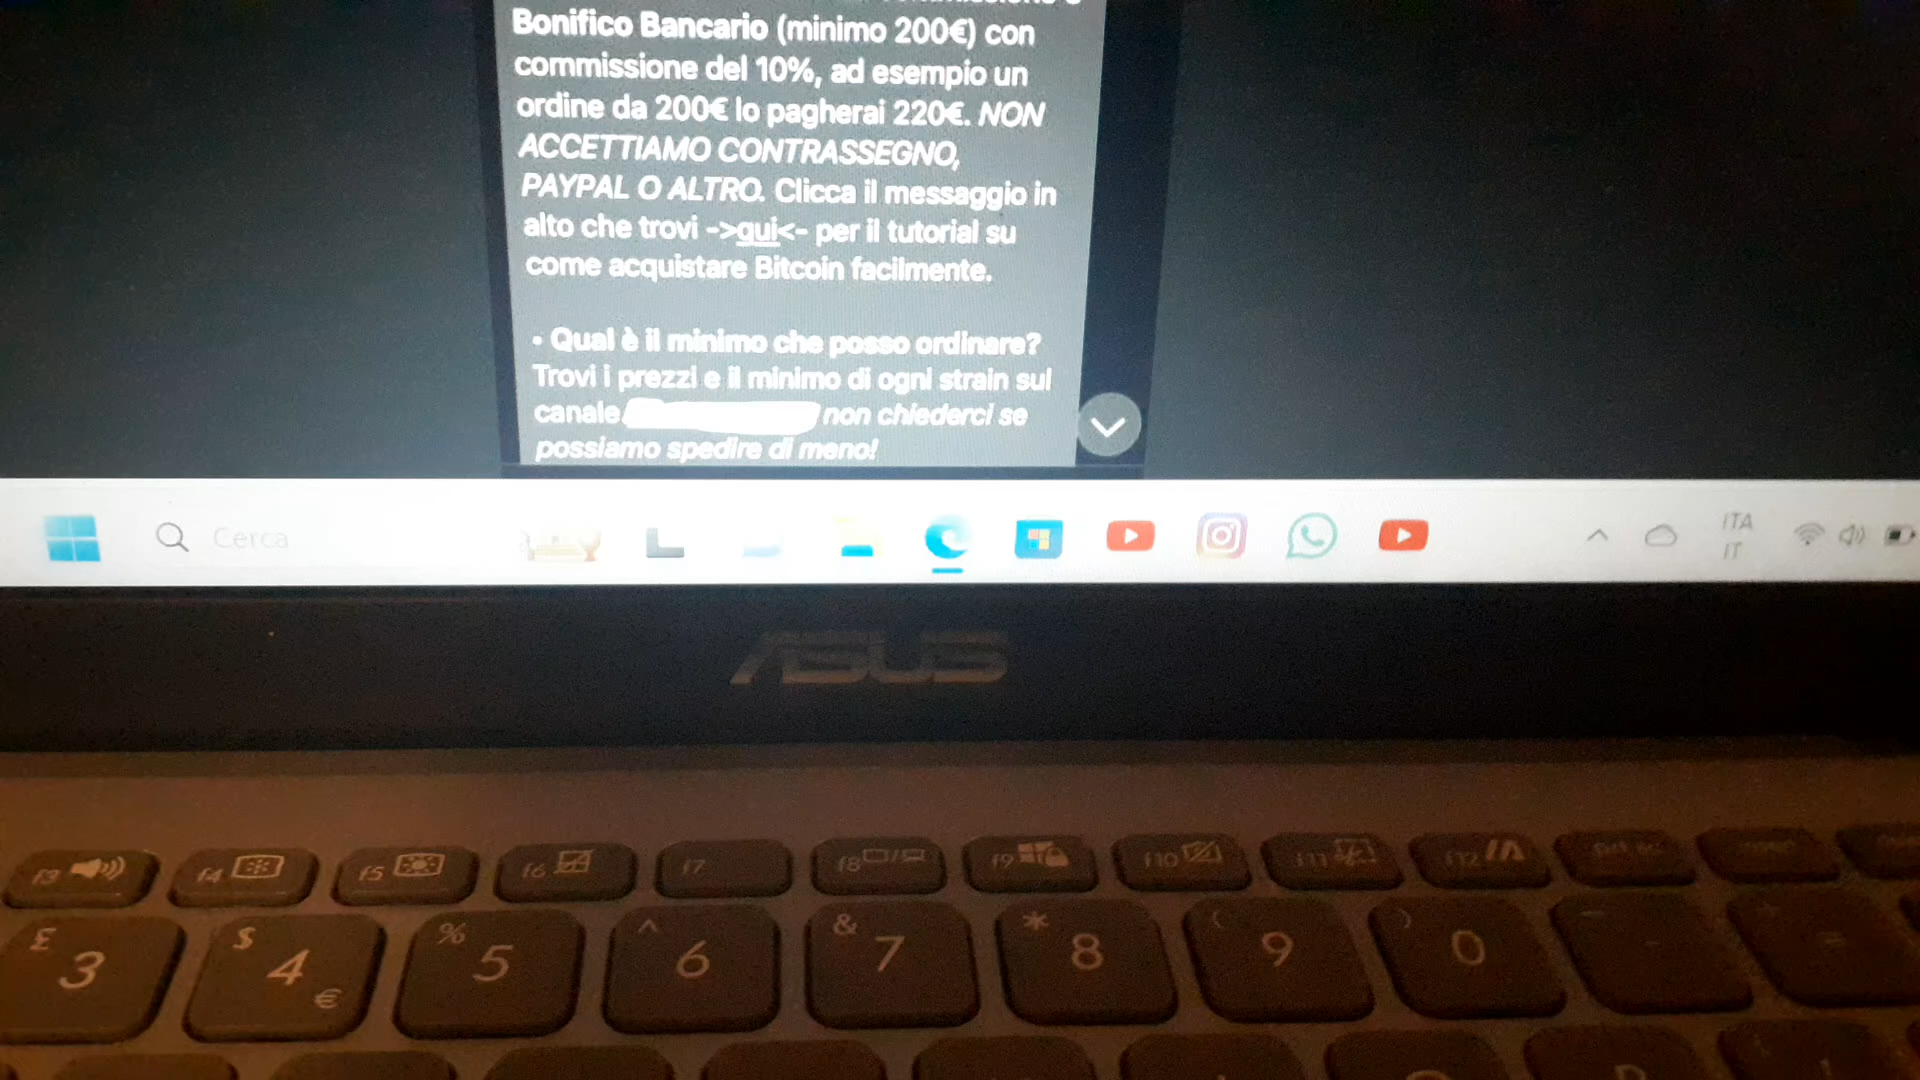 Bonifico Bancario (minimo 200€) con
commissione del 10%, ad esempio un
ordine da 200€ lo pagherai 220€. NON
ACCETTIAMO CONTRASSEGNO,
PAYPAL O ALTRO. Clicca il messaggio in
alto che trovi ->qui<- per il tutorial su
come acquistare Bitcoin facilmente.
• Qual è il minimo che posso ordinare?
Trovi i prezzi e il minimo di ogni strain sul
canale non chiederci se
possiamo spedire di meno!
Cerca
ITA
IT
ASUS
f3 f4 f5 f6 f7 f8 f9 f10 f11 f12
£ $ % ^ & * ( )
3 4 5 6 7 8 9 0
€